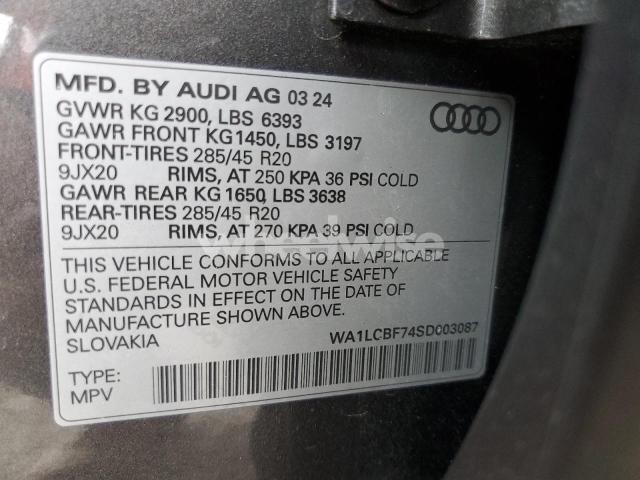 MFD. BY AUDI AG 03 24
GVWR KG 2900, LBS 6393
GAWR FRONT KG 1450, LBS 3197
FRONT-TIRES 285/45 R20
9JX20 RIMS, AT 250 KPA 36 PSI COLD
GAWR REAR KG 1650, LBS 3638
REAR-TIRES 285/45 R20
9JX20 RIMS, AT 270 KPA 39 PSI COLD
wheelwise
THIS VEHICLE CONFORMS TO ALL APPLICABLE
U.S. FEDERAL MOTOR VEHICLE SAFETY
STANDARDS IN EFFECT ON THE DATE OF
MANUFACTURE SHOWN ABOVE.
SLOVAKIA WA1LCBF74SD003087
TYPE:
MPV